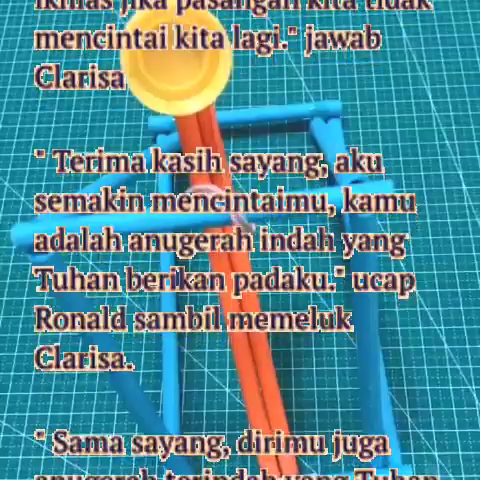 ikhlas jika pasangan kita tidak
mencintai kita lagi." jawab
Clarisa
" Terima kasih sayang, aku
semakin mencintaimu, kamu
adalah anugerah indah yang
Tuhan berikan padaku." ucap
Ronald sambil memeluk
Clarisa.
" Sama sayang, dirimu juga
anugerah terindah yang Tuhan